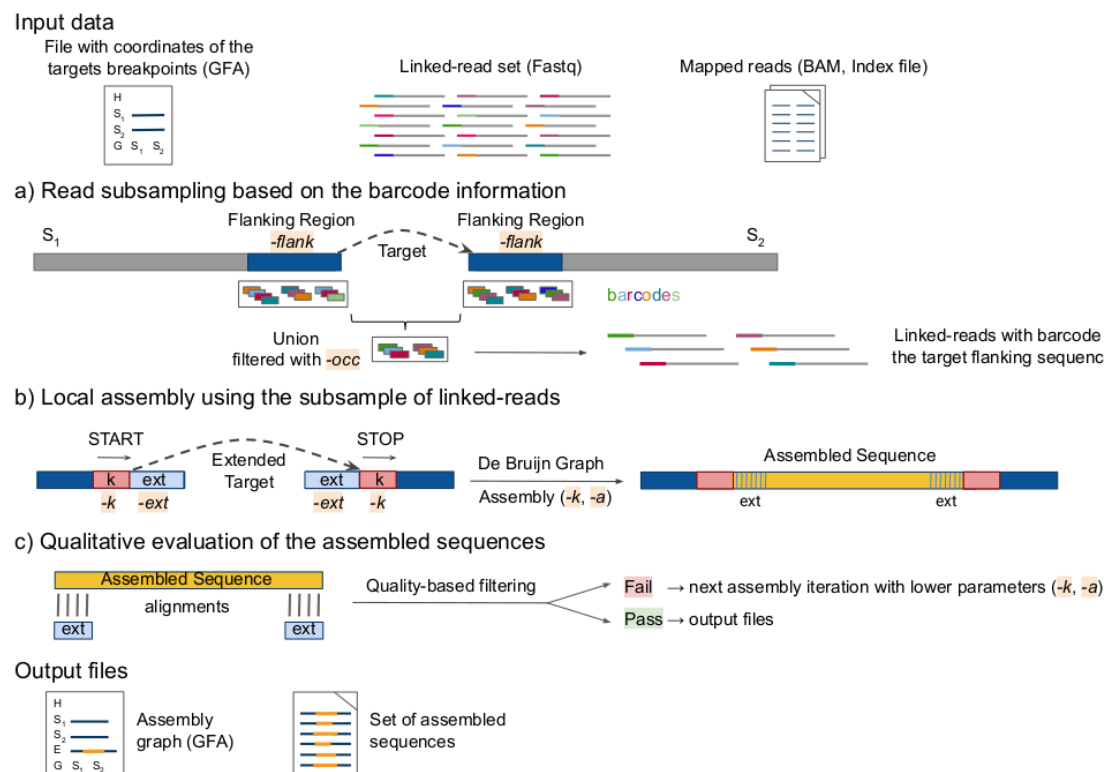 Input data
File with coordinates of the
targets breakpoints (GFA)
Linked-read set (Fastq)
Mapped reads (BAM, Index file)
H
S1
S2
G S1 S2
a) Read subsampling based on the barcode information
S1
Flanking Region
-flank
Target
Flanking Region
-flank
S2
barcodes
Union
filtered with -occ
Linked-reads with barcode
the target flanking sequenc
b) Local assembly using the subsample of linked-reads
START
STOP
k
ext
Extended
Target
ext
k
-k
-ext
-ext
-k
De Bruijn Graph
Assembly (-k, -a)
Assembled Sequence
ext
ext
c) Qualitative evaluation of the assembled sequences
Assembled Sequence
alignments
ext
ext
Quality-based filtering
Fail → next assembly iteration with lower parameters (-k, -a)
Pass → output files
Output files
H
S1
S2
E
G S1 S2
Assembly
graph (GFA)
Set of assembled
sequences